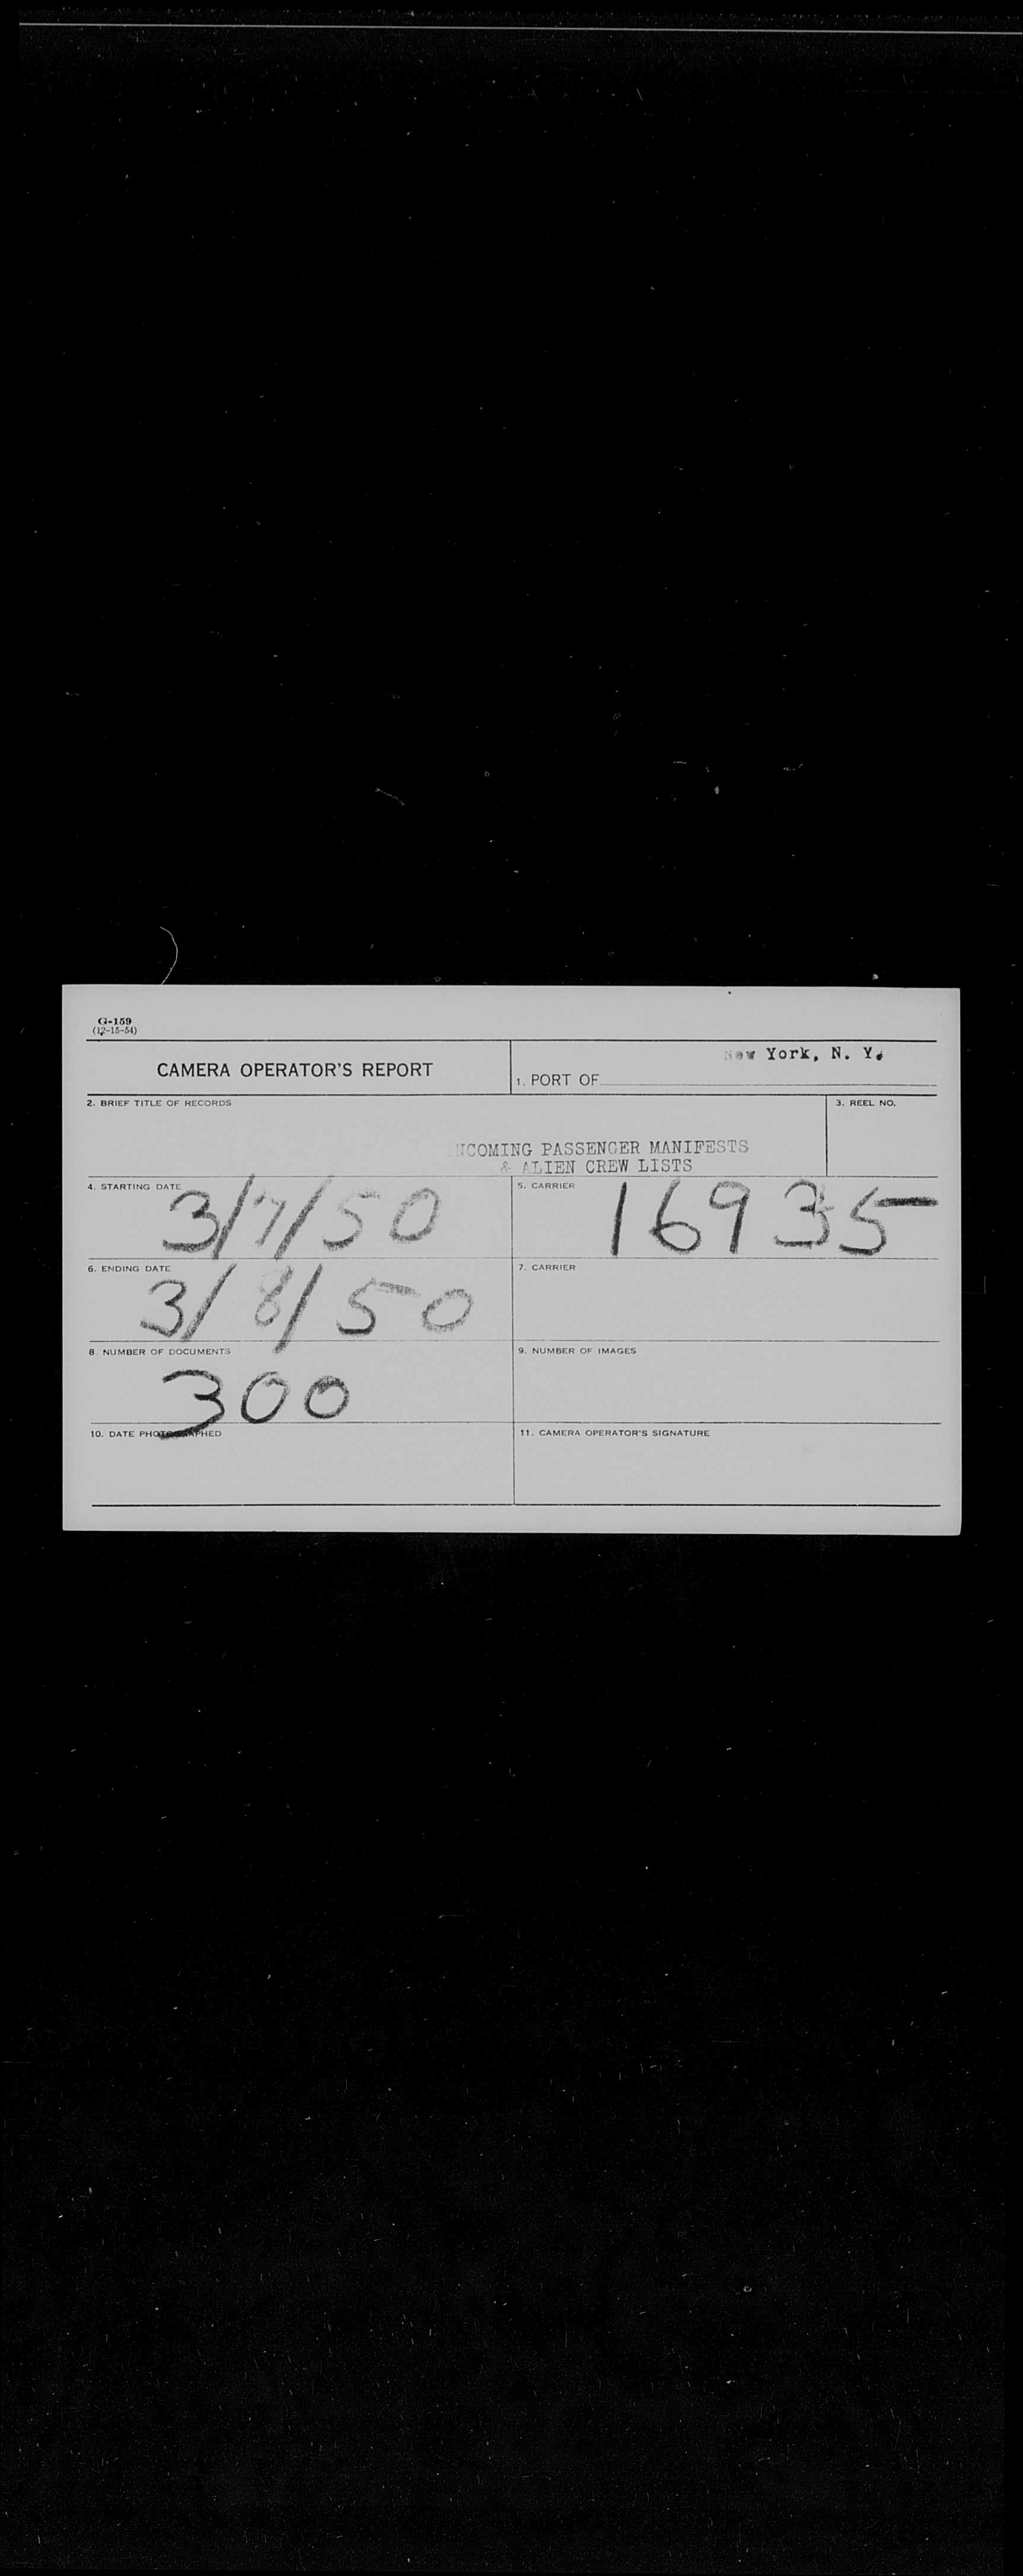 G-159
(12-15-54)
CAMERA OPERATOR'S REPORT
1. PORT OF New York, N. Y.
2. BRIEF TITLE OF RECORDS
3. REEL NO.
NCOMING PASSENGER MANIFESTS
& ALIEN CREW LISTS
4. STARTING DATE
3/7/50
5. CARRIER
16935
6. ENDING DATE
3/8/50
7. CARRIER
8. NUMBER OF DOCUMENTS
300
9. NUMBER OF IMAGES
10. DATE PHOTOGRAPHED
11. CAMERA OPERATOR'S SIGNATURE